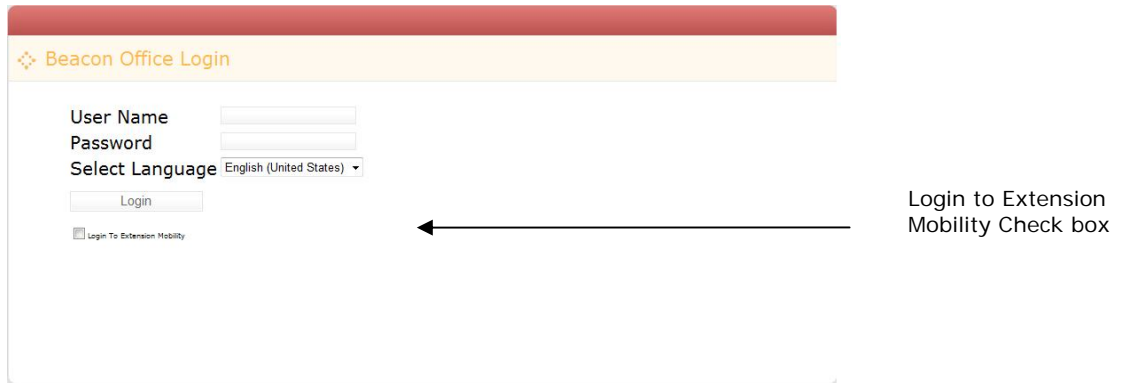 Beacon Office Login
User Name
Password
Select Language English (United States)
Login
Login To Extension Mobility
Login to Extension
Mobility Check box